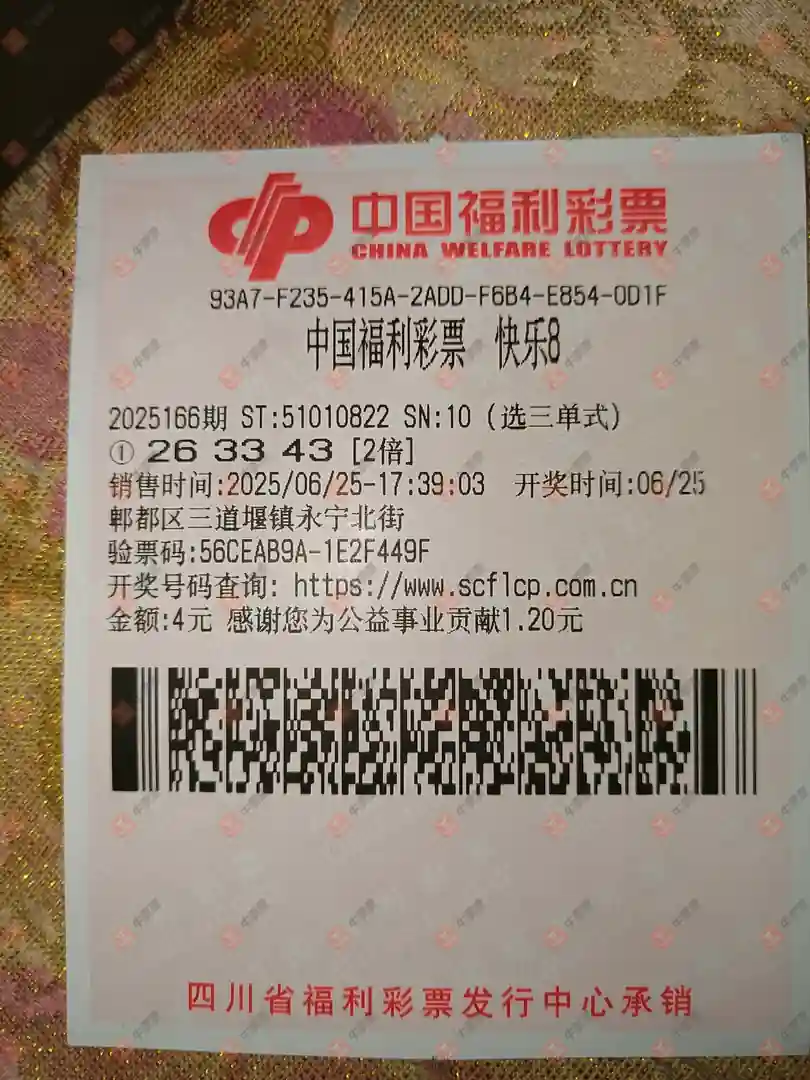 中国福利彩票
CHINA WELFARE LOTTERY
93A7-F235-415A-2ADD-F6B4-E854-0D1F
中国福利彩票 快乐8
2025166期 ST:51010822 SN:10 (选三单式)
① 26 33 43 [2倍]
销售时间:2025/06/25-17:39:03 开奖时间:06/25
郫都区三道堰镇永宁北街
验票码:56CEAB9A-1E2F449F
开奖号码查询: https://www.scflcp.com.cn
金额:4元 感谢您为公益事业贡献1.20元
四川省福利彩票发行中心承销